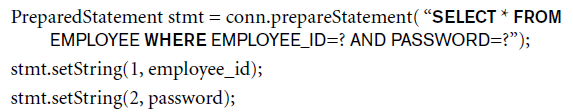 PreparedStatement stmt = conn.prepareStatement( “SELECT * FROM
EMPLOYEE WHERE EMPLOYEE_ID=? AND PASSWORD=?”);
stmt.setString(1, employee_id);
stmt.setString(2, password);